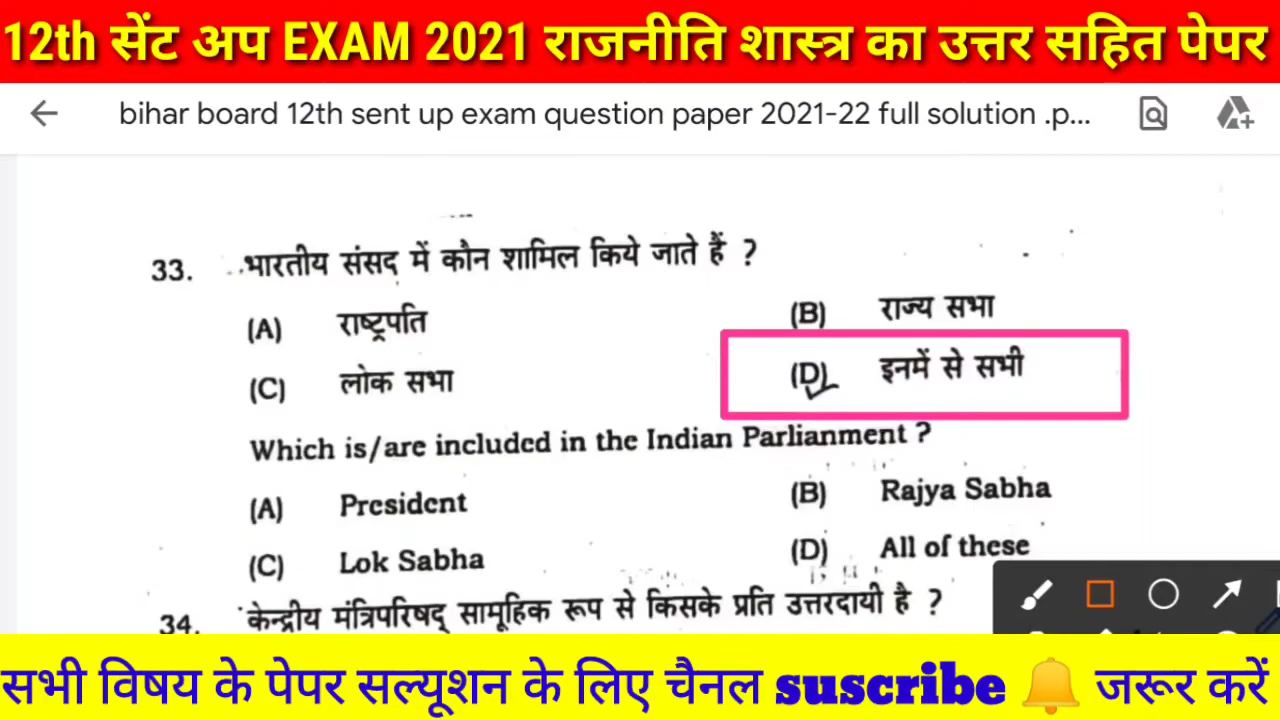 12th सेंट अप EXAM 2021 राजनीति शास्त्र का उत्तर सहित पेपर
bihar board 12th sent up exam question paper 2021-22 full solution .p...
33. भारतीय संसद में कौन शामिल किये जाते हैं ?
(A) राष्ट्रपति (B) राज्य सभा
(C) लोक सभा (D) इनमें से सभी
Which is/are included in the Indian Parlianment ?
(A) President (B) Rajya Sabha
(C) Lok Sabha (D) All of these
34. केन्द्रीय मंत्रिपरिषद् सामूहिक रूप से किसके प्रति उत्तरदायी है ?
सभी विषय के पेपर सल्यूशन के लिए चैनल suscribe 🔔 जरूर करें